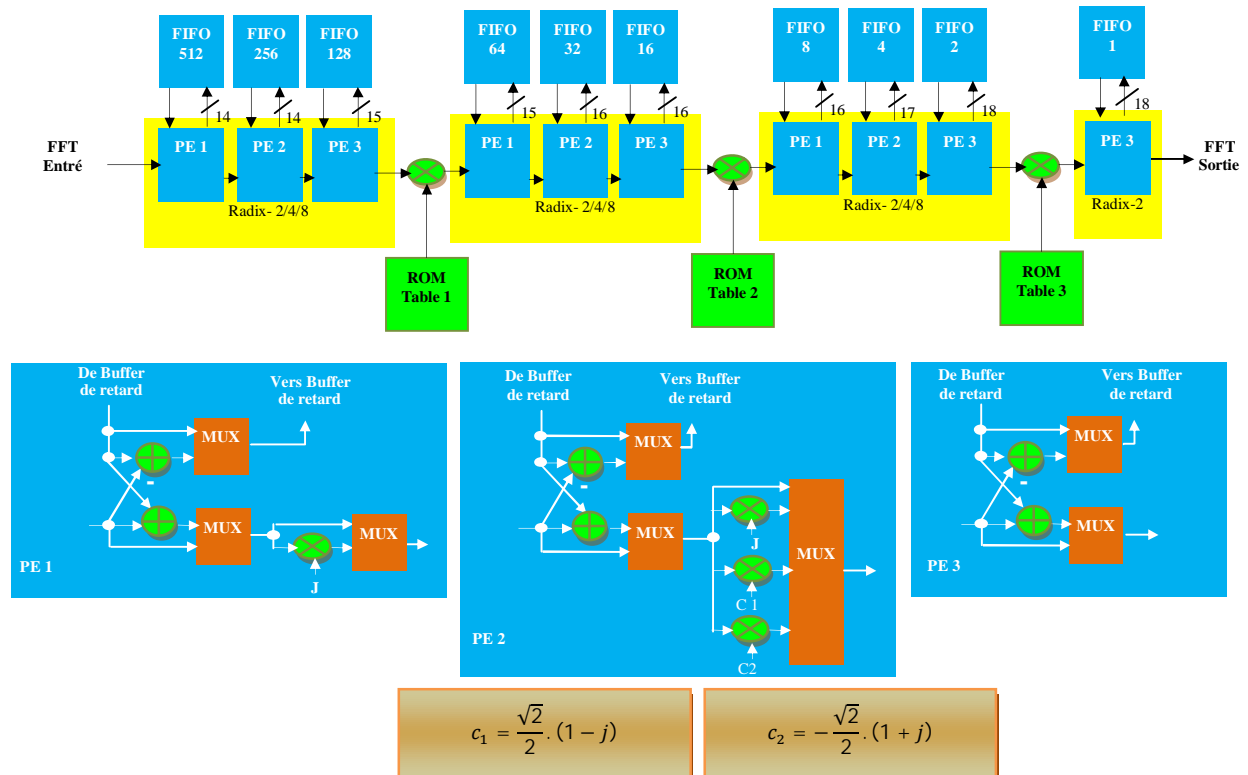 FIFO 512
FIFO 256
FIFO 128
FIFO 64
FIFO 32
FIFO 16
FIFO 8
FIFO 4
FIFO 2
FIFO 1
14
14
15
15
16
16
16
17
18
18
FFT Entré
PE 1
PE 2
PE 3
PE 1
PE 2
PE 3
PE 1
PE 2
PE 3
PE 3
FFT Sortie
Radix- 2/4/8
Radix- 2/4/8
Radix- 2/4/8
Radix-2
ROM Table 1
ROM Table 2
ROM Table 3
De Buffer de retard
Vers Buffer de retard
MUX
-
MUX
MUX
J
PE 1
De Buffer de retard
Vers Buffer de retard
MUX
-
MUX
MUX
J
C 1
C2
PE 2
De Buffer de retard
Vers Buffer de retard
MUX
-
MUX
PE 3
c₁ = √2/2 . (1 − j)
c₂ = −√2/2 . (1 + j)